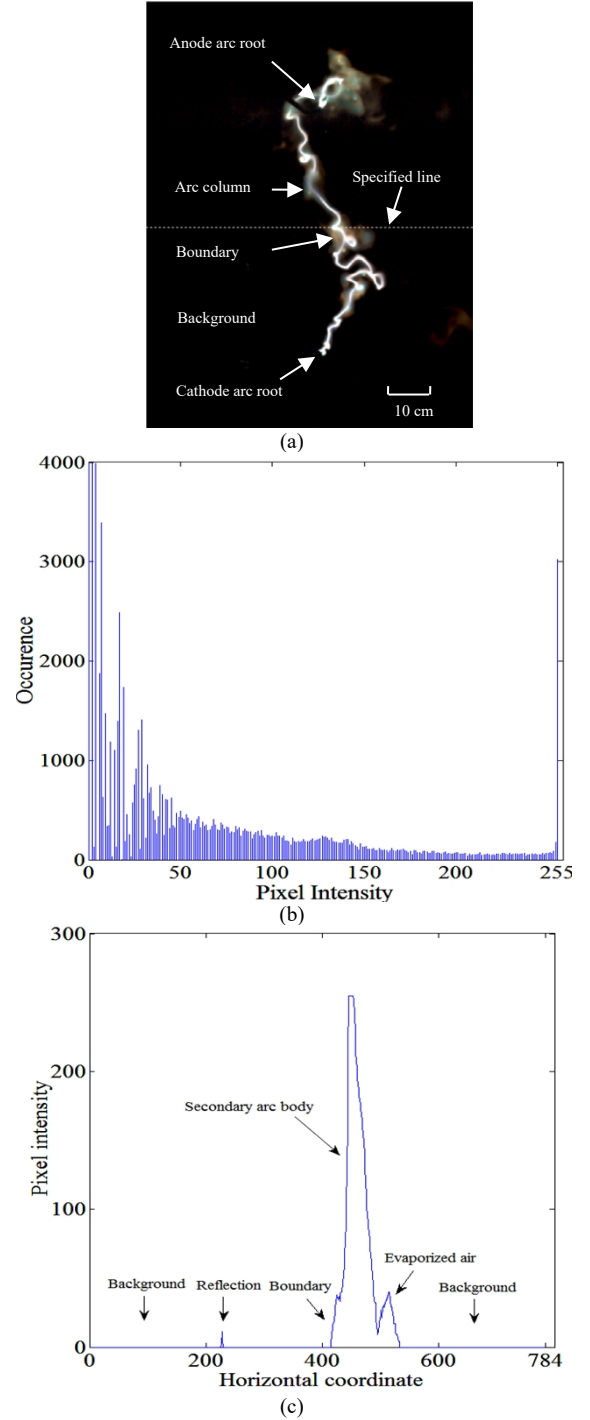 Anode arc root
Specified line
Arc column
Boundary
Background
Cathode arc root
10 cm
(a)
4000
3000
2000
1000
0
Occurence
0 50 100 150 200 255
Pixel Intensity
(b)
300
200
100
0
Pixel intensity
Secondary arc body
Evaporized air
Background Reflection Boundary Background
0 200 400 600 784
Horizontal coordinate
(c)